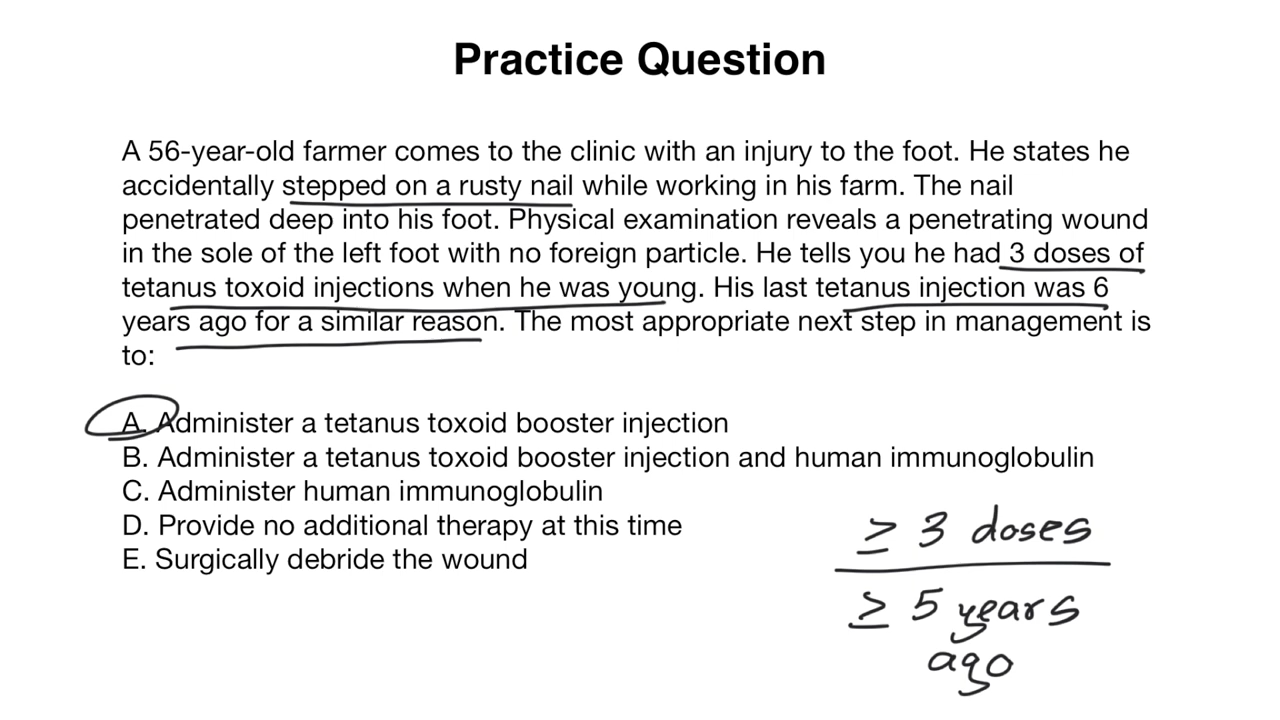 Practice Question
A 56-year-old farmer comes to the clinic with an injury to the foot. He states he
accidentally stepped on a rusty nail while working in his farm. The nail
penetrated deep into his foot. Physical examination reveals a penetrating wound
in the sole of the left foot with no foreign particle. He tells you he had 3 doses of
tetanus toxoid injections when he was young. His last tetanus injection was 6
years ago for a similar reason. The most appropriate next step in management is
to:
A. Administer a tetanus toxoid booster injection
B. Administer a tetanus toxoid booster injection and human immunoglobulin
C. Administer human immunoglobulin
D. Provide no additional therapy at this time
E. Surgically debride the wound
≥ 3 doses
≥ 5 years
ago